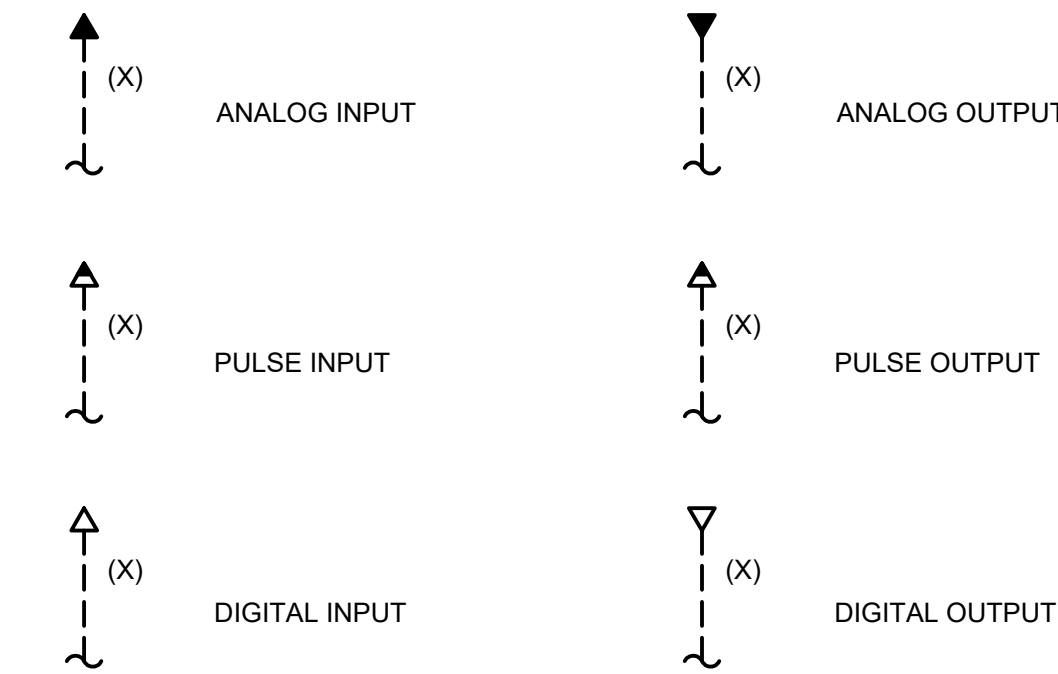 (X)
ANALOG INPUT
(X)
ANALOG OUTPUT
(X)
PULSE INPUT
(X)
PULSE OUTPUT
(X)
DIGITAL INPUT
(X)
DIGITAL OUTPUT